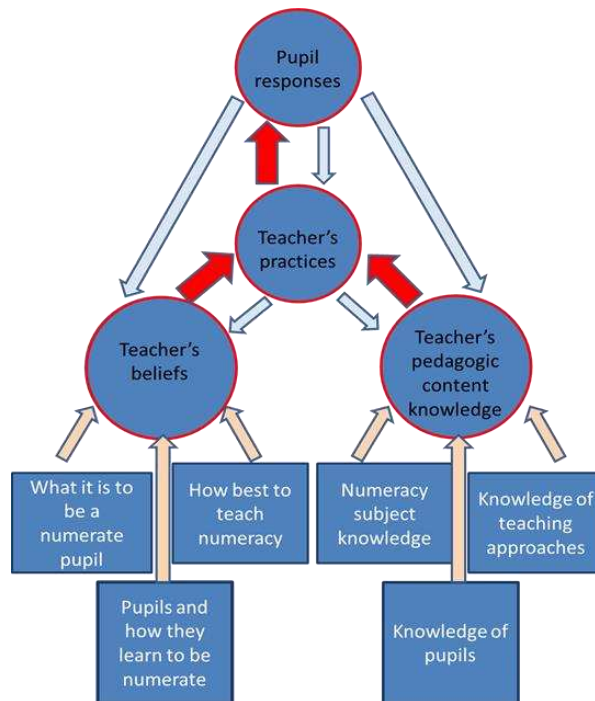 Pupil
responses
Teacher's
practices
Teacher's
beliefs
Teacher's
pedagogic
content
knowledge
What it is to
be a
numerate
pupil
How best to
teach
numeracy
Numeracy
subject
knowledge
Knowledge of
teaching
approaches
Pupils and
how they
learn to be
numerate
Knowledge of
pupils